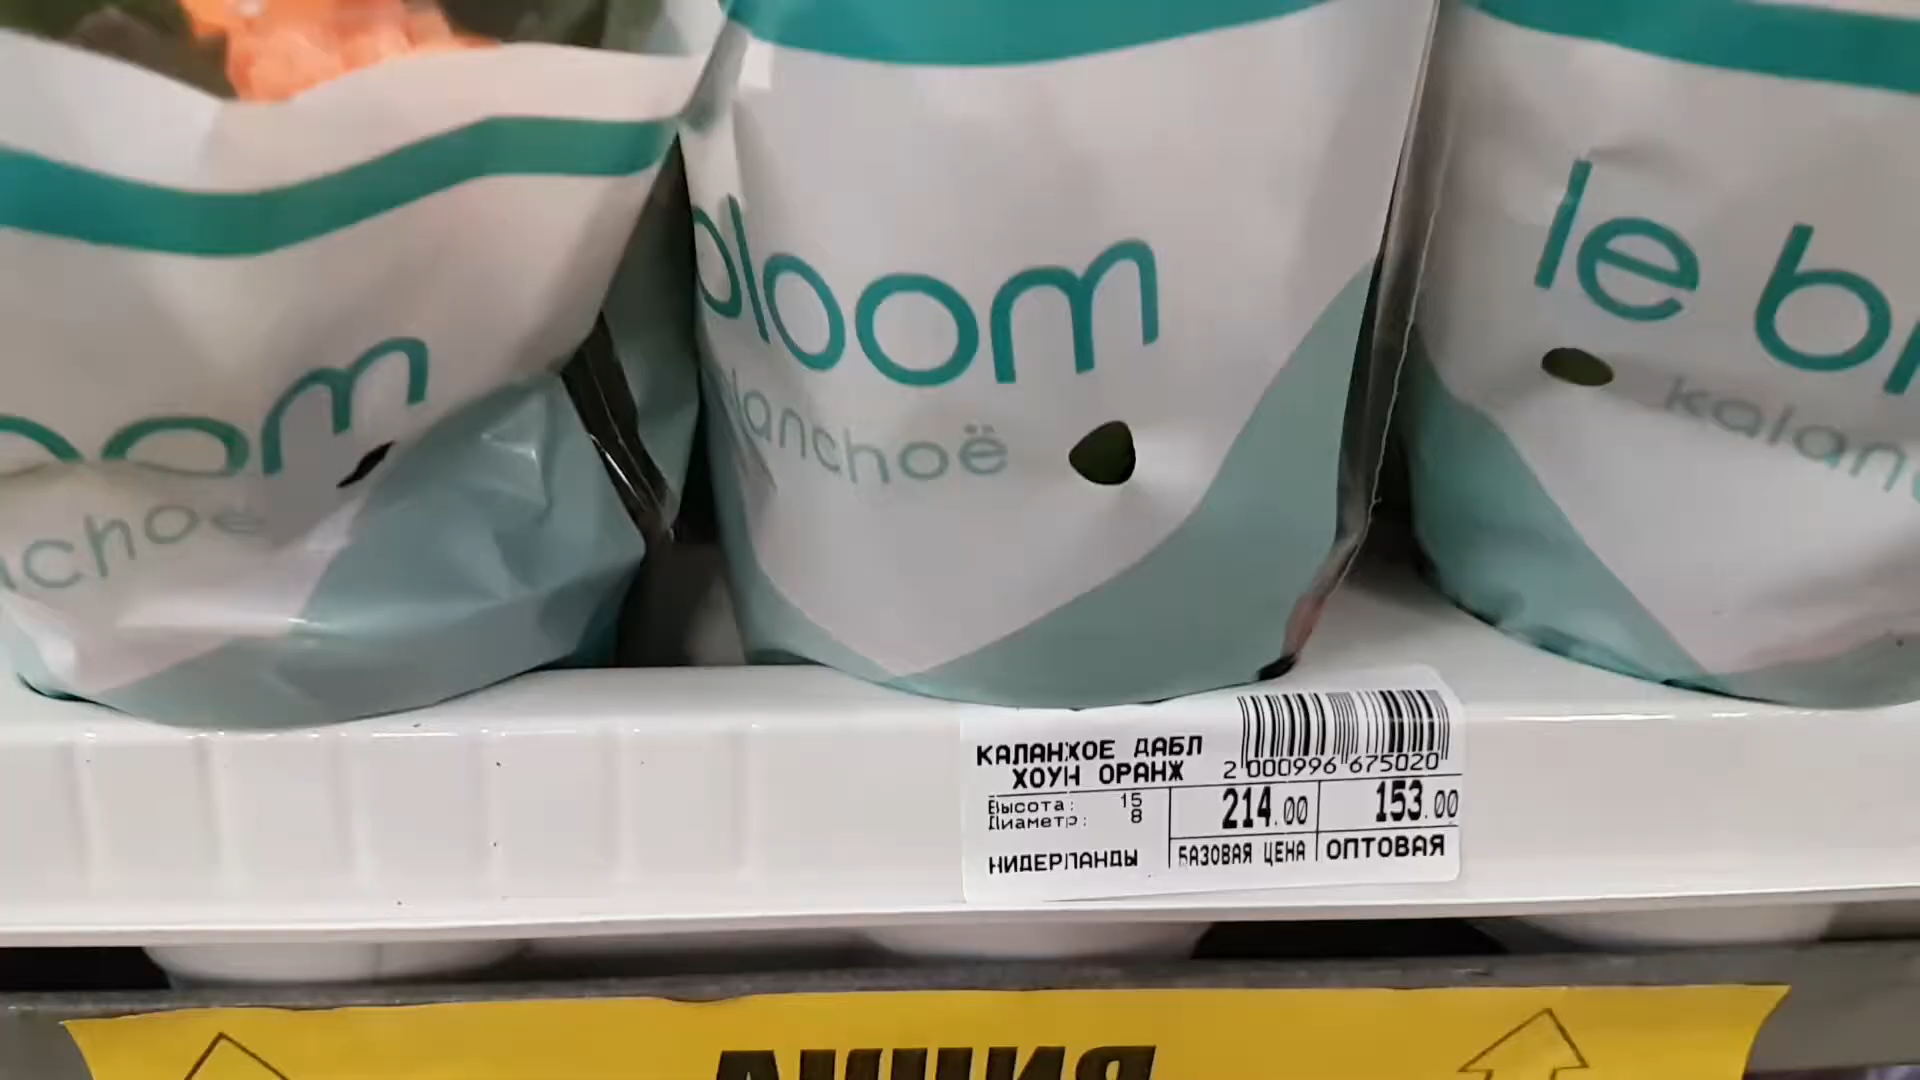 bloom
kalanchoë
oom
nchoë
le bl
kalan
КАЛАНХОЕ ДАБЛ
ХОУН ОРАНЖ
2 000996 675020
Высота: 15
Диаметр: 8
НИДЕРЛАНДЫ
214.00
БАЗОВАЯ ЦЕНА
153.00
ОПТОВАЯ
АКЦИЯ